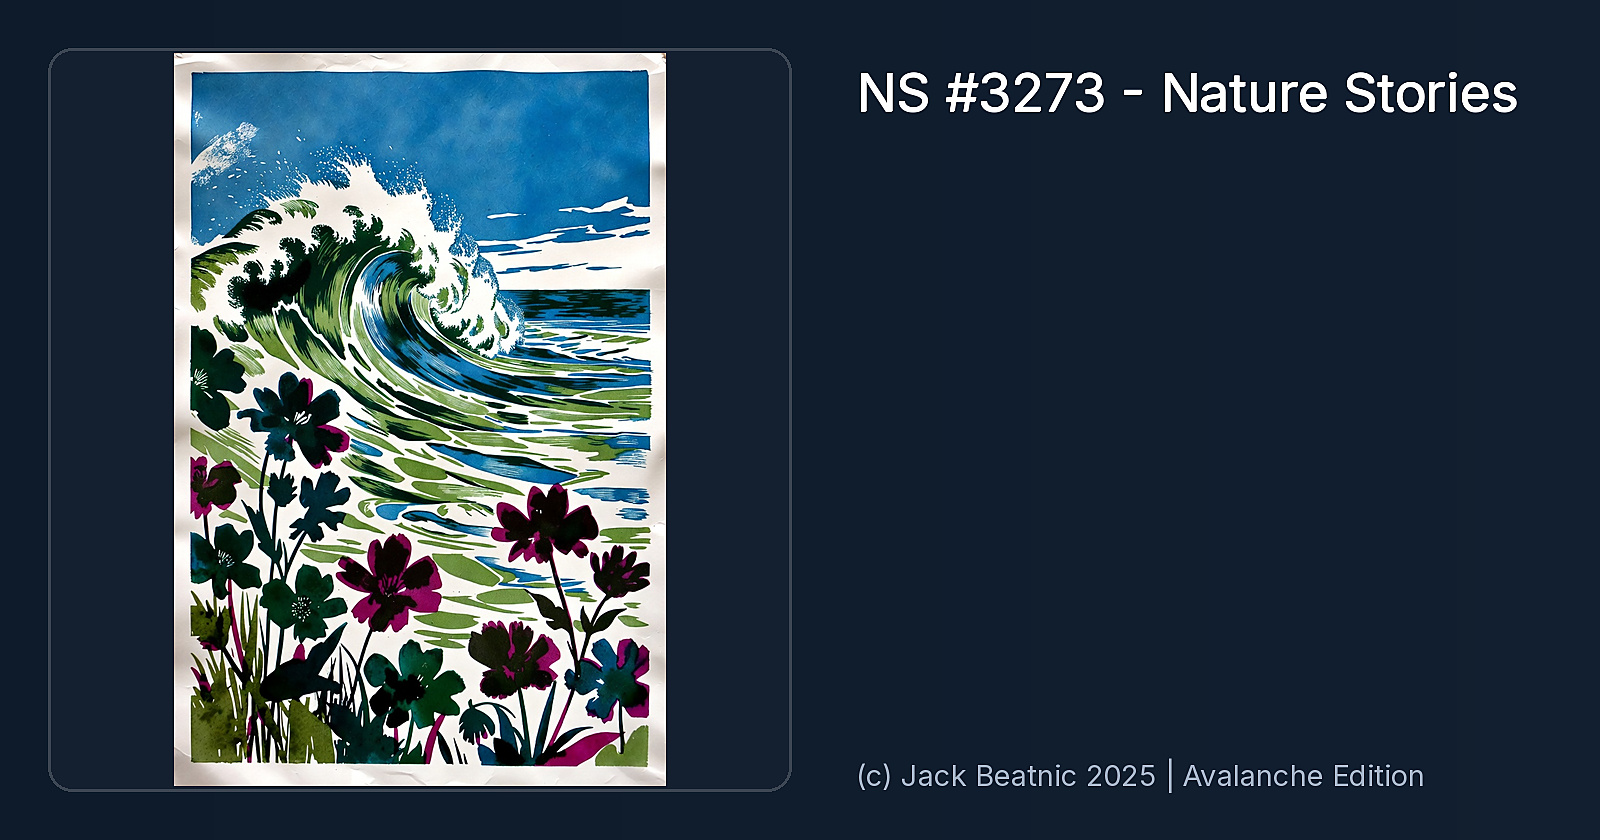 NS #3273 - Nature Stories
(c) Jack Beatnic 2025 | Avalanche Edition